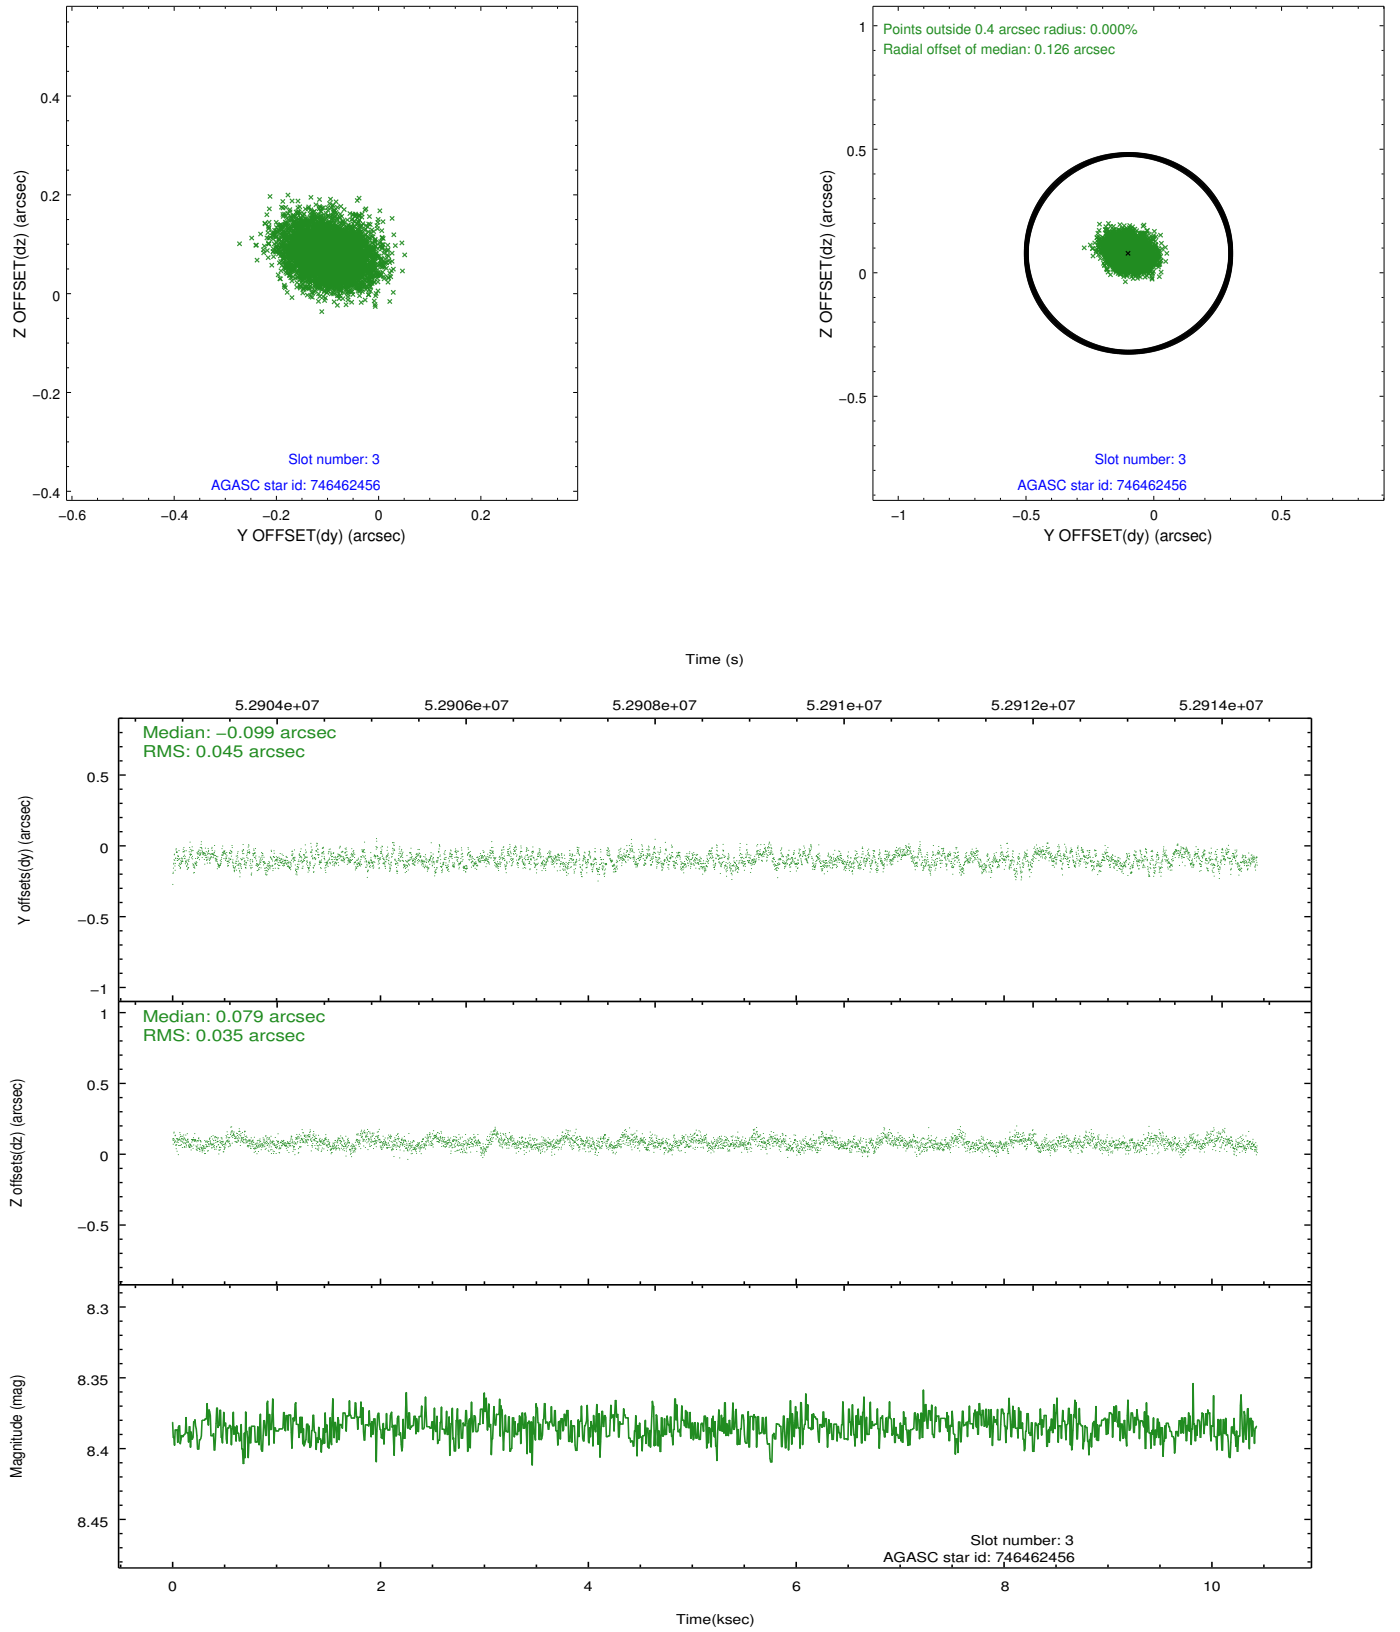 0.4
0.2
0
−0.2
−0.4
−0.6
−0.4
−0.2
0
0.2
Z OFFSET(dz) (arcsec)
Y OFFSET(dy) (arcsec)
Slot number: 3
AGASC star id: 746462456
Points outside 0.4 arcsec radius: 0.000%
Radial offset of median: 0.126 arcsec
1
0.5
0
−0.5
−1
−0.5
0
0.5
Z OFFSET(dz) (arcsec)
Y OFFSET(dy) (arcsec)
Slot number: 3
AGASC star id: 746462456
Time (s)
5.2904e+07 5.2906e+07 5.2908e+07 5.291e+07 5.2912e+07 5.2914e+07
Median: −0.099 arcsec
RMS: 0.045 arcsec
0.5
0
−0.5
−1
Y offsets(dy) (arcsec)
Median: 0.079 arcsec
RMS: 0.035 arcsec
1
0.5
0
−0.5
Z offsets(dz) (arcsec)
8.3
8.35
8.4
8.45
Magnitude (mag)
Slot number: 3
AGASC star id: 746462456
0 2 4 6 8 10
Time(ksec)